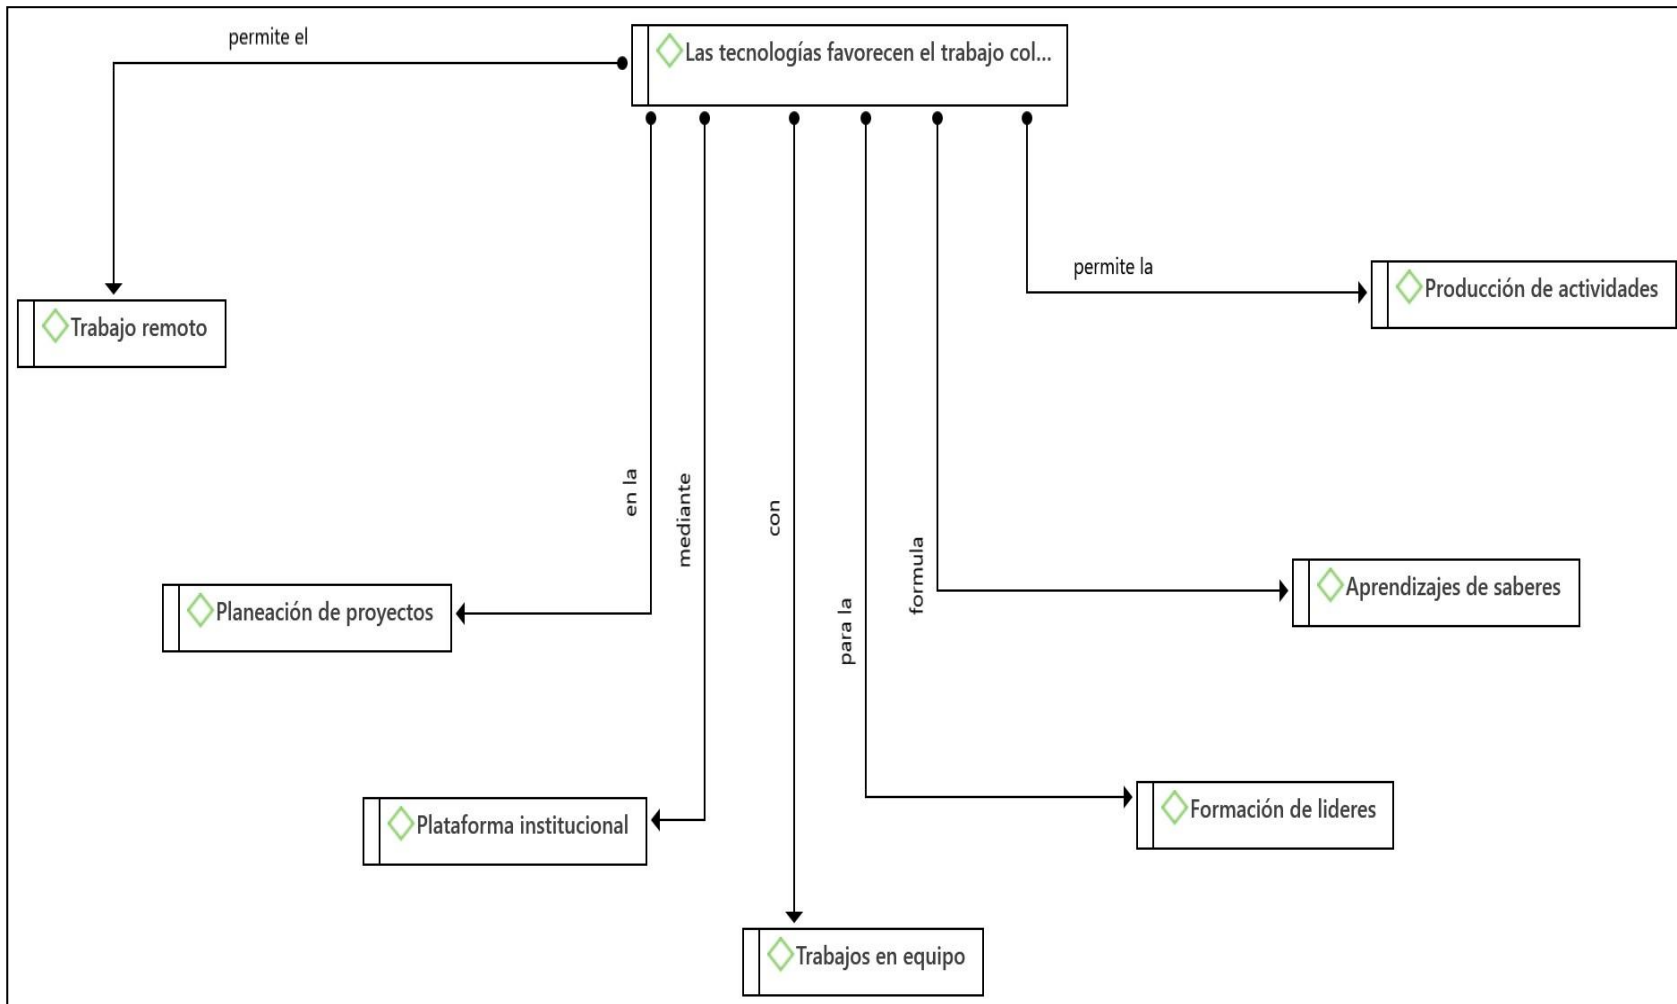 permite el
Las tecnologías favorecen el trabajo col...
permite la
Producción de actividades
Trabajo remoto
en la
mediante
con
formula
para la
Aprendizajes de saberes
Planeación de proyectos
Formación de lideres
Plataforma institucional
Trabajos en equipo